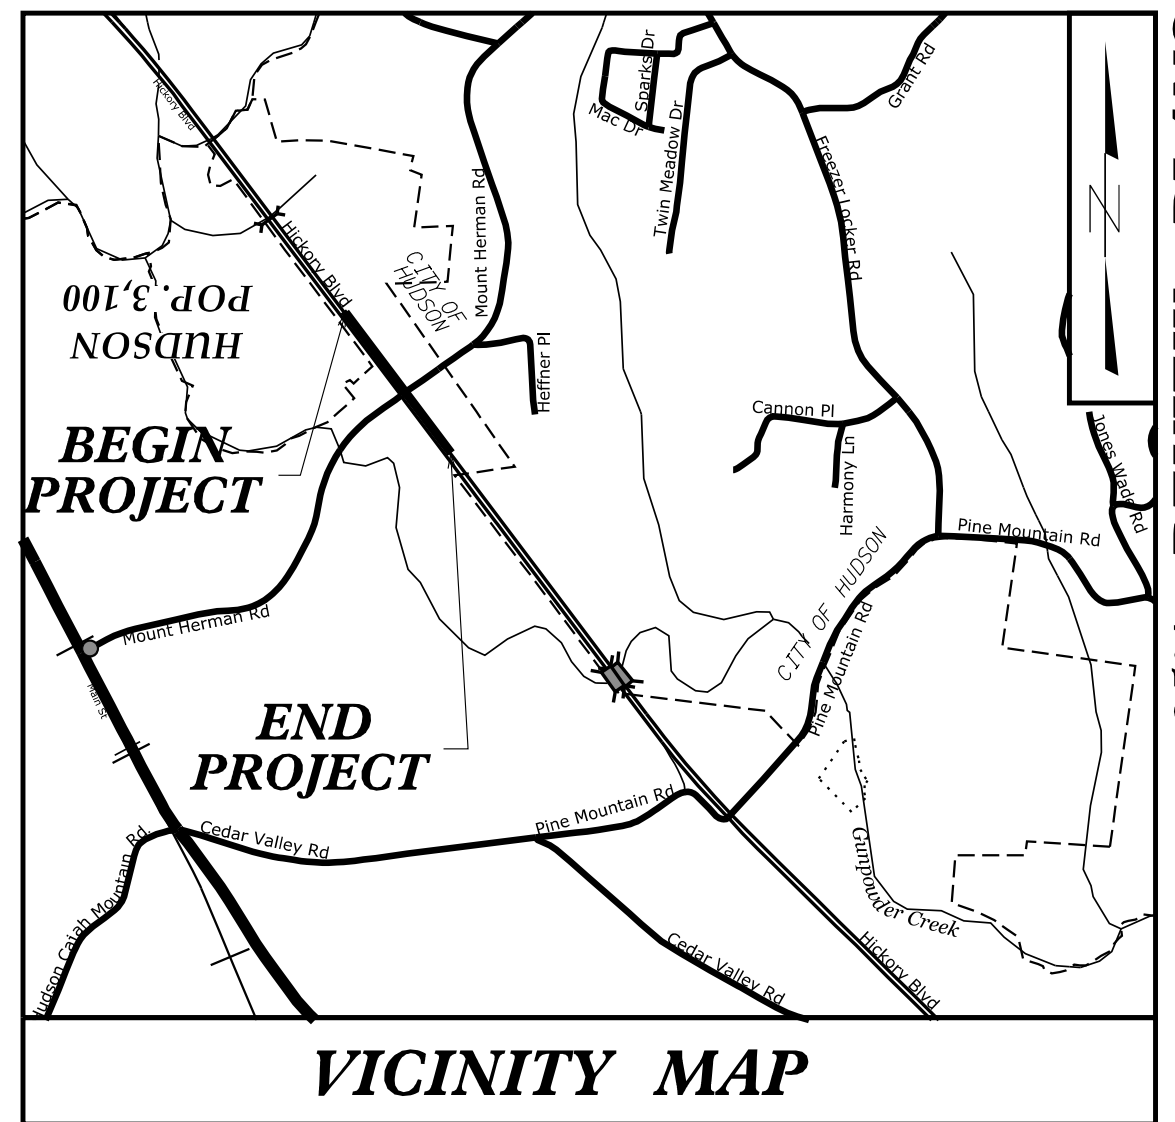 Hickory Blvd
Sparks Dr
Mac Dr
Twin Meadow Dr
Grant Rd
Freezer Locker Rd
Mount Herman Rd
Hickory Blvd
CITY OF
HUDSON
HUDSON
POP. 3,100
Heffner Pl
N
BEGIN
PROJECT
Cannon Pl
Harmony Ln
Jones Wade Rd
Pine Mountain Rd
CITY OF HUDSON
Mount Herman Rd
Main St
Pine Mountain Rd
END
PROJECT
Pine Mountain Rd
Cedar Valley Rd
Hudson Cajah Mountain Rd.
Gunpowder Creek
Cedar Valley Rd
Hickory Blvd
VICINITY MAP